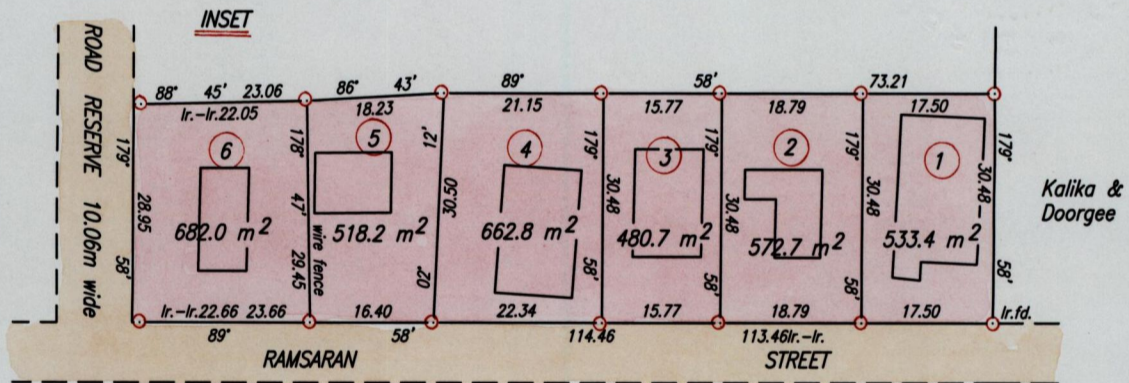 INSET
88° 45' 23.06 86° 43' 89° 58' 73.21
Ir.-Ir.22.05 18.23 21.15 15.77 18.79 17.50
ROAD RESERVE 10.06m wide
179° 28.95 58'
6
682.0 m²
178° 47' 29.45
wire fence
5
518.2 m²
12' 30.50 20'
4
662.8 m²
179° 30.48 58'
3
480.7 m²
179° 30.48 58'
2
572.7 m²
179° 30.48 58'
1
533.4 m²
179° 30.48 58'
Kalika &
Doorgee
Ir.-Ir.22.66 23.66 16.40 22.34 15.77 18.79 17.50 Ir.fd.
89° 58' 114.46 113.46Ir.-Ir.
RAMSARAN STREET